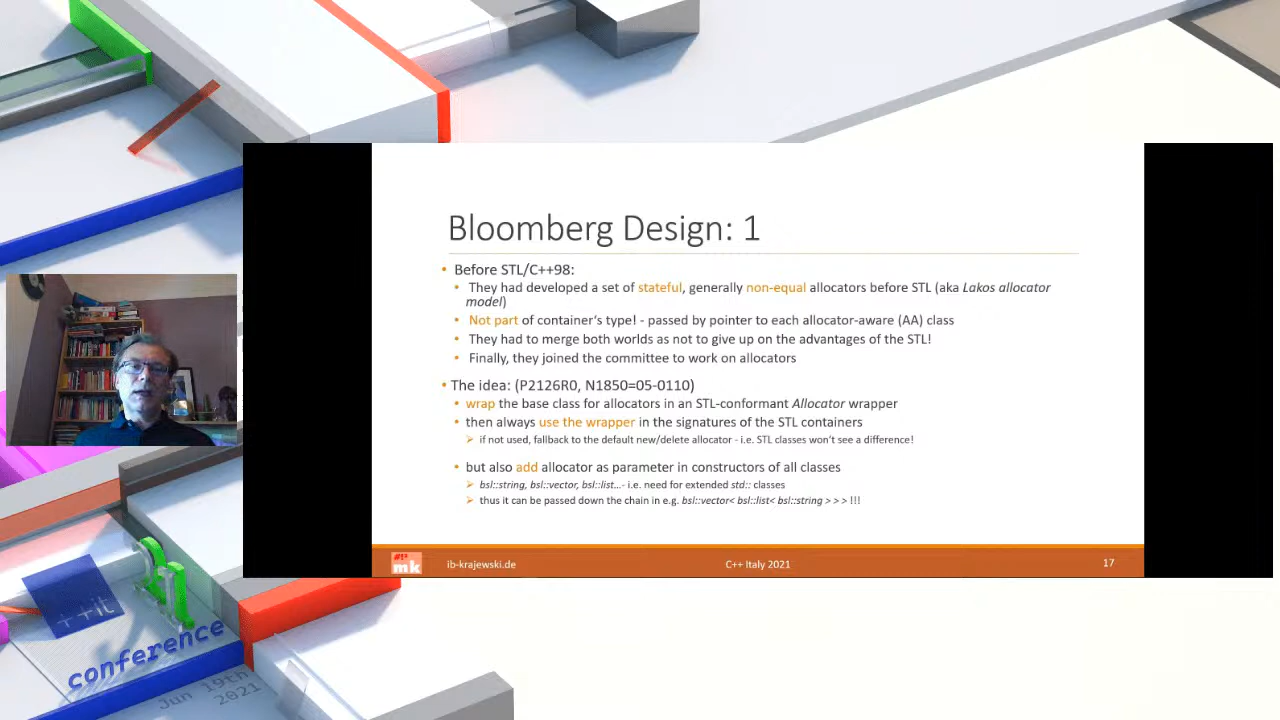 Bloomberg Design: 1
• Before STL/C++98:
• They had developed a set of stateful, generally non-equal allocators before STL (aka Lakos allocator
model)
• Not part of container's type! - passed by pointer to each allocator-aware (AA) class
• They had to merge both worlds as not to give up on the advantages of the STL!
• Finally, they joined the committee to work on allocators
• The idea: (P2126R0, N1850=05-0110)
• wrap the base class for allocators in an STL-conformant Allocator wrapper
• then always use the wrapper in the signatures of the STL containers
➢ if not used, fallback to the default new/delete allocator - i.e. STL classes won't see a difference!
• but also add allocator as parameter in constructors of all classes
➢ bsl::string, bsl::vector, bsl::list...- i.e. need for extended std:: classes
➢ thus it can be passed down the chain in e.g. bsl::vector< bsl::list< bsl::string > > > !!!
mk
ib-krajewski.de
C++ Italy 2021
17
++it
conference
Jun 19th
2021